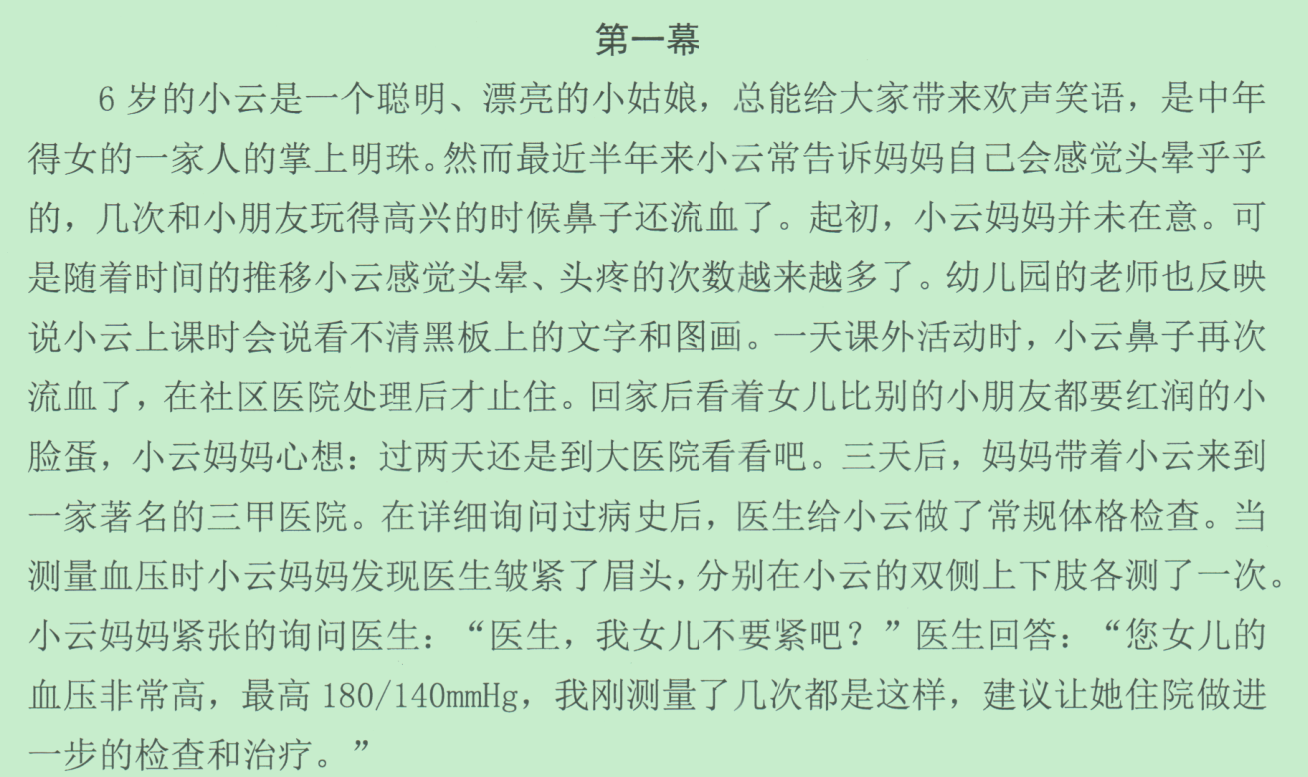 第一幕
6 岁的小云是一个聪明、漂亮的小姑娘，总能给大家带来欢声笑语，是中年
得女的一家人的掌上明珠。然而最近半年来小云常告诉妈妈自己会感觉头晕乎乎
的，几次和小朋友玩得高兴的时候鼻子还流血了。起初，小云妈妈并未在意。可
是随着时间的推移小云感觉头晕、头疼的次数越来越多了。幼儿园的老师也反映
说小云上课时会说看不清黑板上的文字和图画。一天课外活动时，小云鼻子再次
流血了，在社区医院处理后才止住。回家后看着女儿比别的小朋友都要红润的小
脸蛋，小云妈妈心想：过两天还是到大医院看看吧。三天后，妈妈带着小云来到
一家著名的三甲医院。在详细询问过病史后，医生给小云做了常规体格检查。当
测量血压时小云妈妈发现医生皱紧了眉头，分别在小云的双侧上下肢各测了一次。
小云妈妈紧张的询问医生：“医生，我女儿不要紧吧？”医生回答：“您女儿的
血压非常高，最高 180/140mmHg，我刚测量了几次都是这样，建议让她住院做进
一步的检查和治疗。”